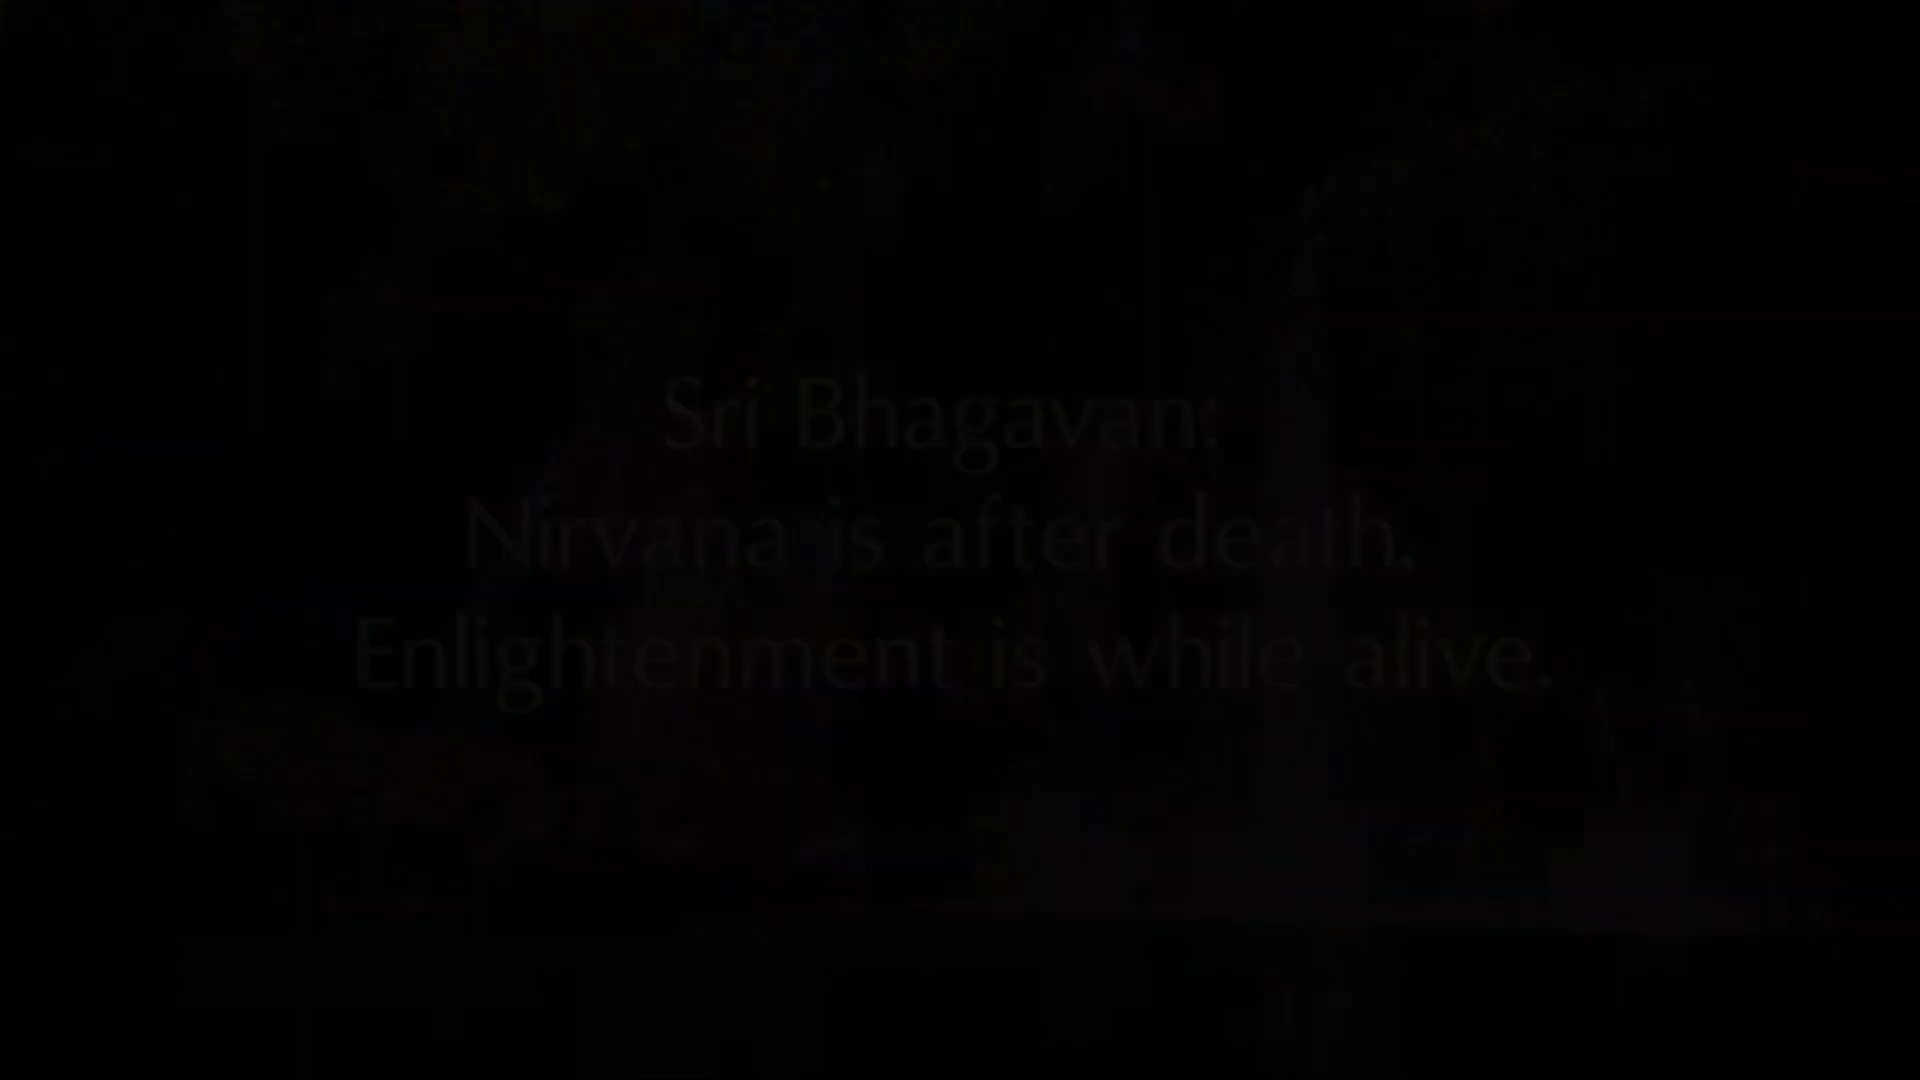 Sri Bhagavan:
Nirvana is after death.
Enlightenment is while alive.